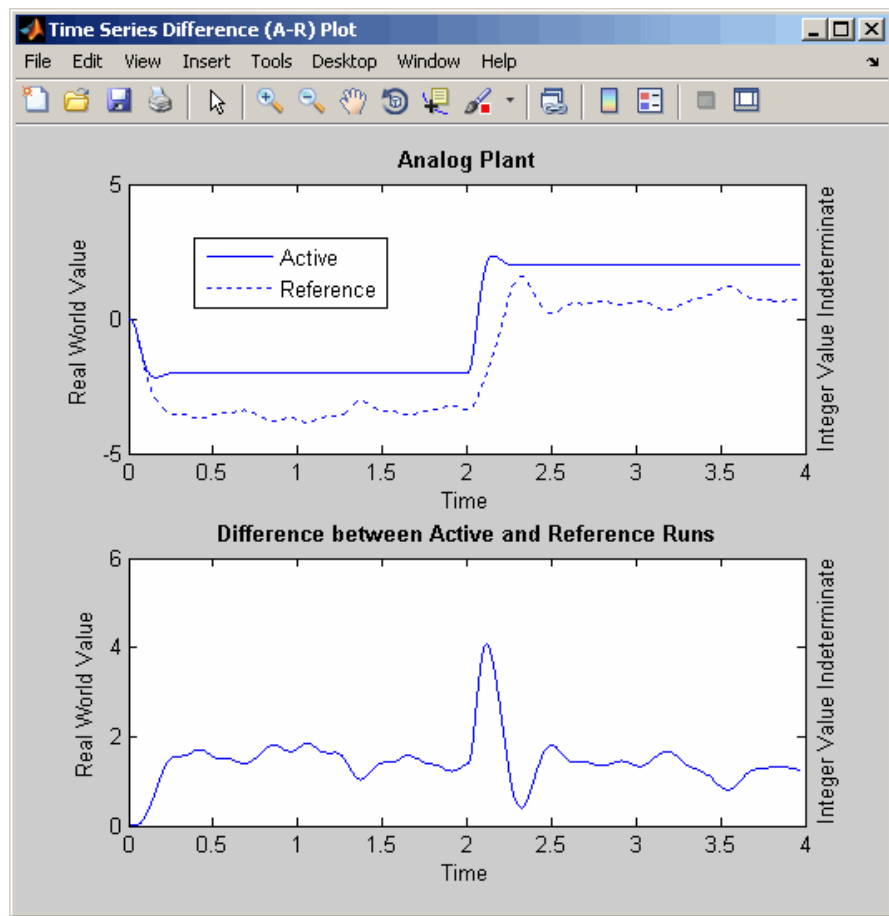 Time Series Difference (A-R) Plot
File Edit View Insert Tools Desktop Window Help
Analog Plant
5
0
-5
Real World Value
Active
Reference
Integer Value Indeterminate
0 0.5 1 1.5 2 2.5 3 3.5 4
Time
Difference between Active and Reference Runs
6
4
2
0
Real World Value
Integer Value Indeterminate
0 0.5 1 1.5 2 2.5 3 3.5 4
Time